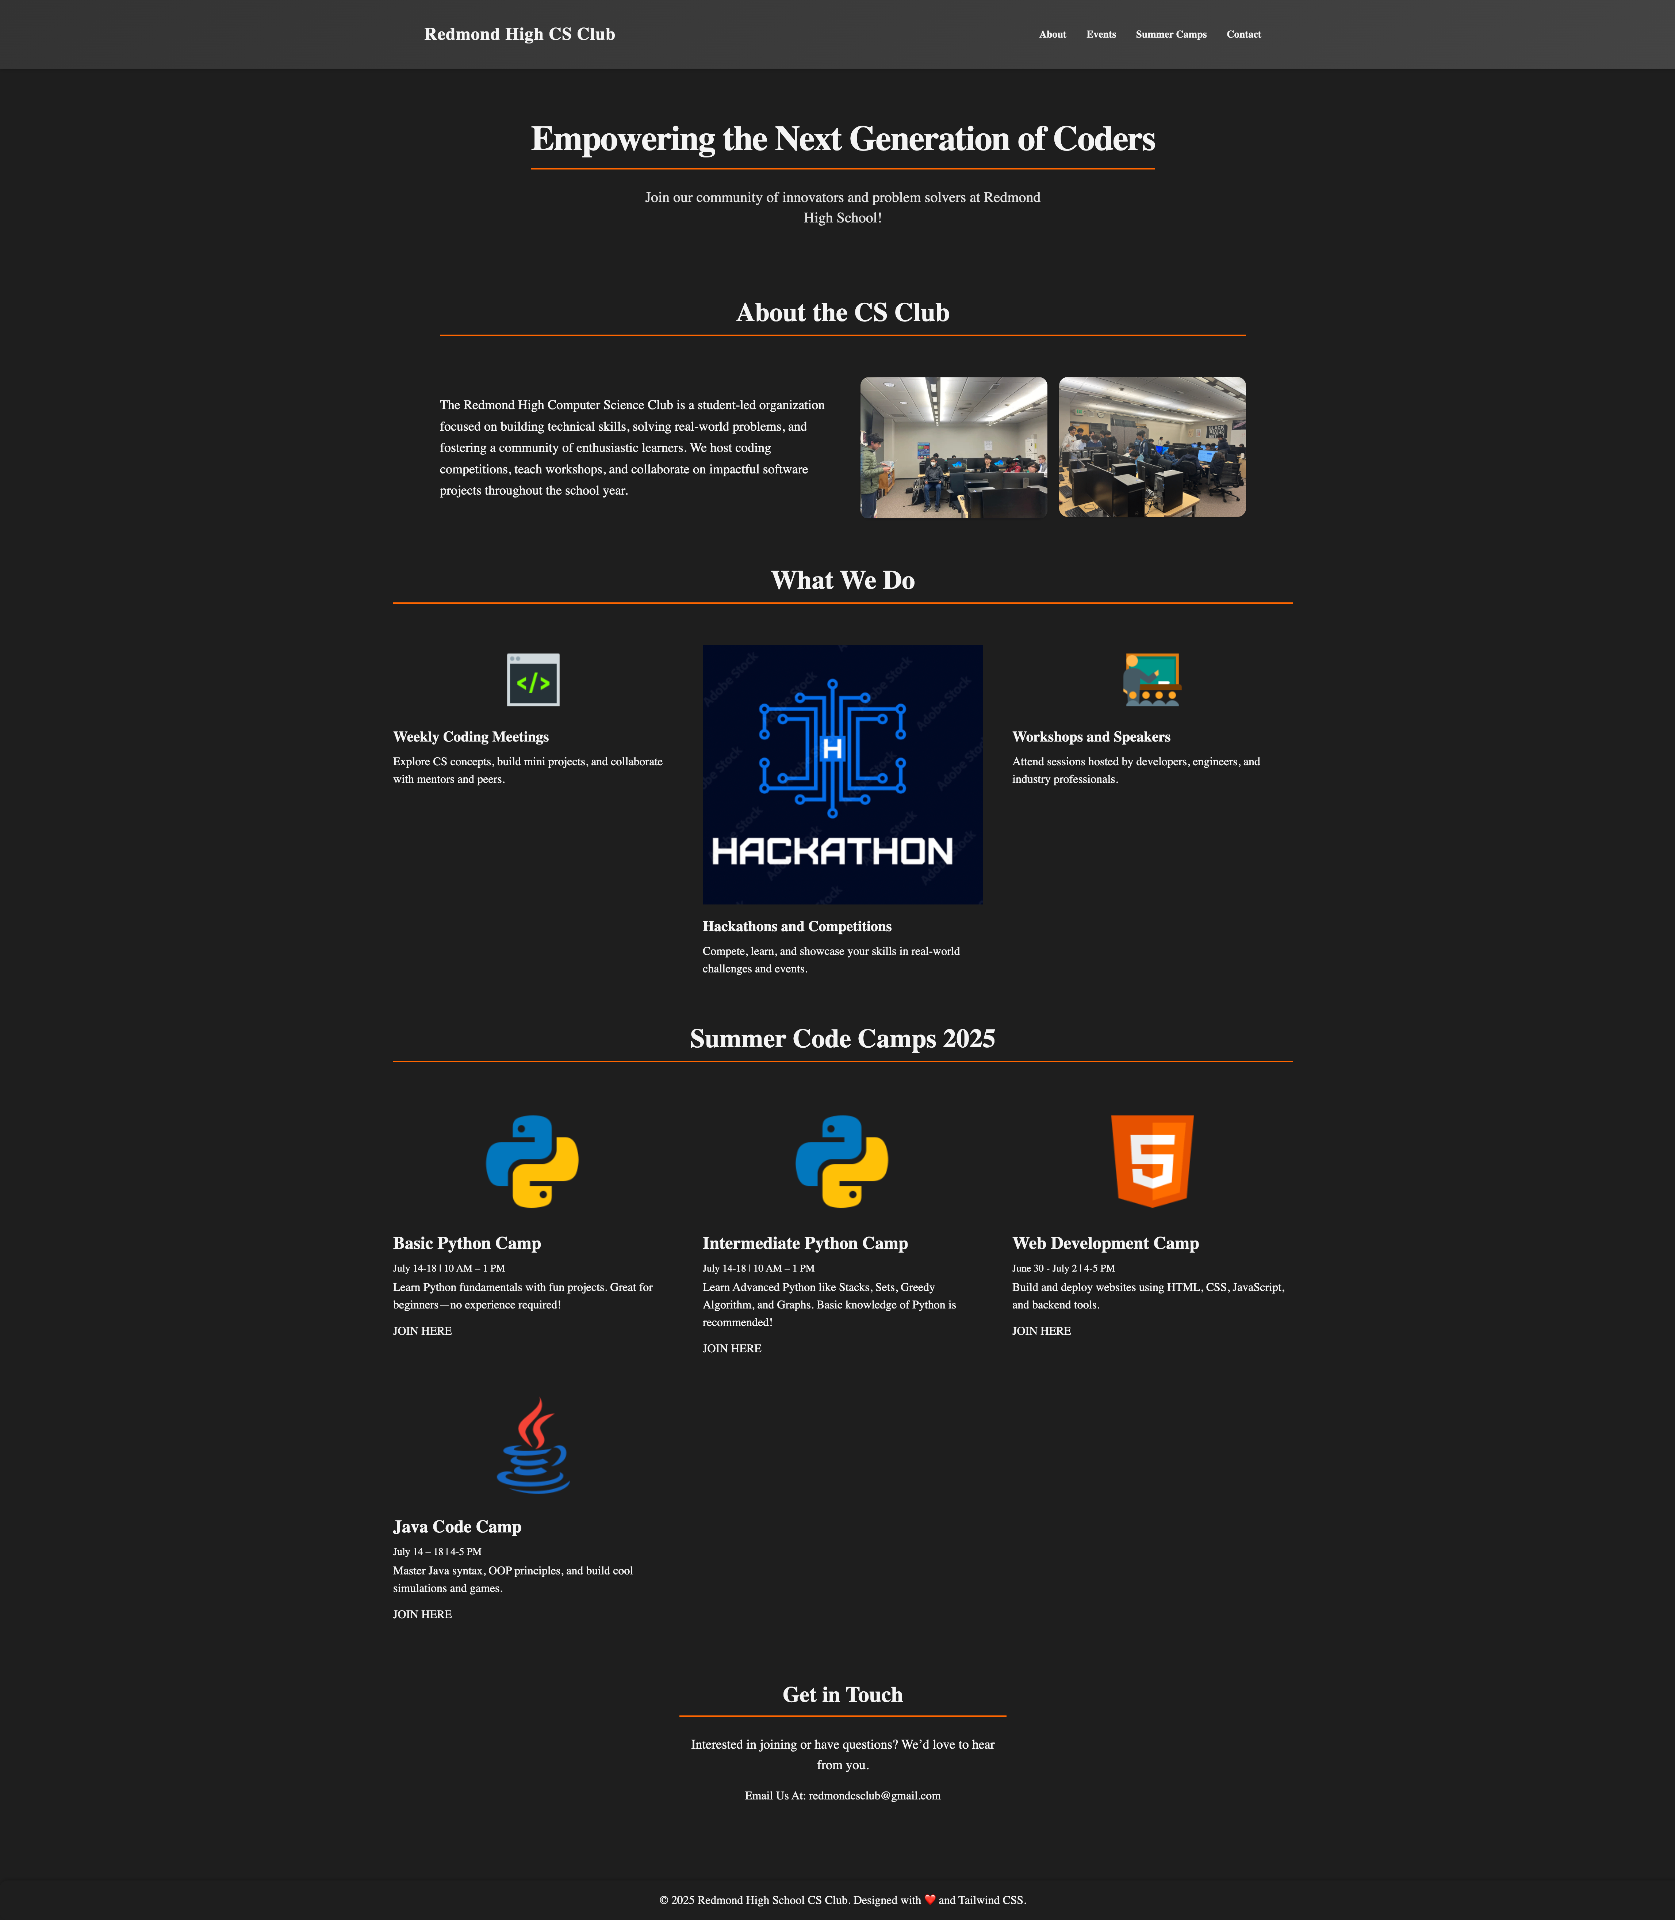 Redmond High CS Club
About Events Summer Camps Contact
Empowering the Next Generation of Coders
Join our community of innovators and problem solvers at Redmond
High School!
About the CS Club
The Redmond High Computer Science Club is a student-led organization
focused on building technical skills, solving real-world problems, and
fostering a community of enthusiastic learners. We host coding
competitions, teach workshops, and collaborate on impactful software
projects throughout the school year.
What We Do
</>
Weekly Coding Meetings
Explore CS concepts, build mini projects, and collaborate
with mentors and peers.
Adobe Stock
H
HACKATHON
Hackathons and Competitions
Compete, learn, and showcase your skills in real-world
challenges and events.
Workshops and Speakers
Attend sessions hosted by developers, engineers, and
industry professionals.
Summer Code Camps 2025
Basic Python Camp
July 14-18 | 10 AM – 1 PM
Learn Python fundamentals with fun projects. Great for
beginners—no experience required!
JOIN HERE
Intermediate Python Camp
July 14-18 | 10 AM – 1 PM
Learn Advanced Python like Stacks, Sets, Greedy
Algorithm, and Graphs. Basic knowledge of Python is
recommended!
JOIN HERE
5
Web Development Camp
June 30 - July 2 | 4-5 PM
Build and deploy websites using HTML, CSS, JavaScript,
and backend tools.
JOIN HERE
Java Code Camp
July 14 – 18 | 4-5 PM
Master Java syntax, OOP principles, and build cool
simulations and games.
JOIN HERE
Get in Touch
Interested in joining or have questions? We’d love to hear
from you.
Email Us At: redmondcsclub@gmail.com
© 2025 Redmond High School CS Club. Designed with ❤️ and Tailwind CSS.